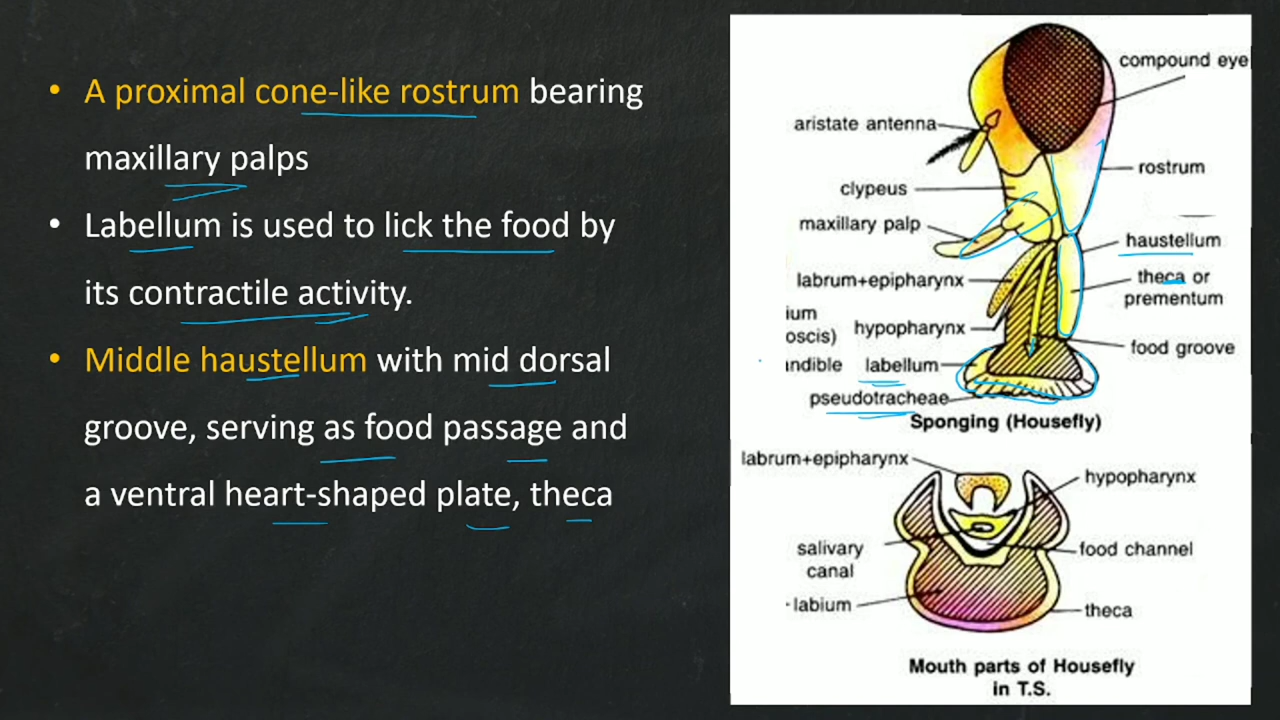 • A proximal cone-like rostrum bearing
maxillary palps
• Labellum is used to lick the food by
its contractile activity.
• Middle haustellum with mid dorsal
groove, serving as food passage and
a ventral heart-shaped plate, theca
compound eye
aristate antenna
rostrum
clypeus
maxillary palp
haustellum
labrum+epipharynx
theca or
prementum
ium
oscis)
hypopharynx
food groove
andible
labellum
pseudotracheae
Sponging (Housefly)
labrum+epipharynx
hypopharynx
salivary
canal
food channel
labium
theca
Mouth parts of Housefly
in T.S.